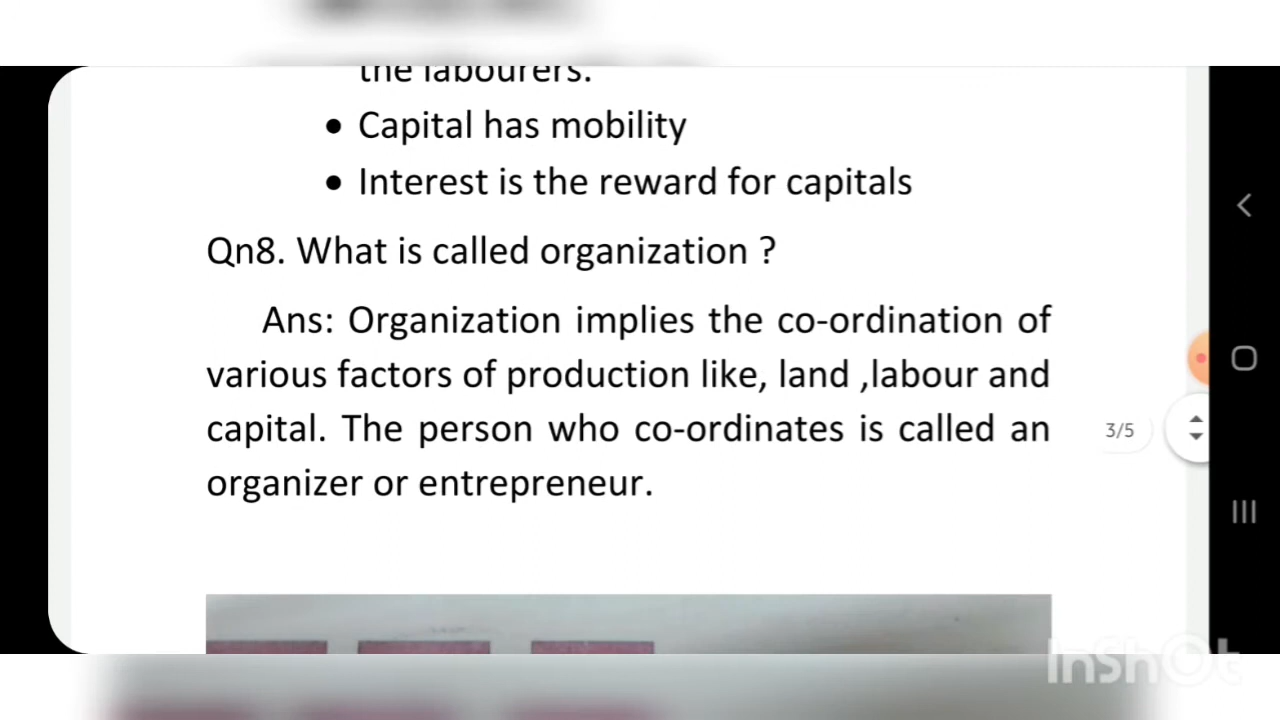 the labourers.
• Capital has mobility
• Interest is the reward for capitals
Qn8. What is called organization ?
Ans: Organization implies the co-ordination of
various factors of production like, land ,labour and
capital. The person who co-ordinates is called an
organizer or entrepreneur.
3/5
InShOt